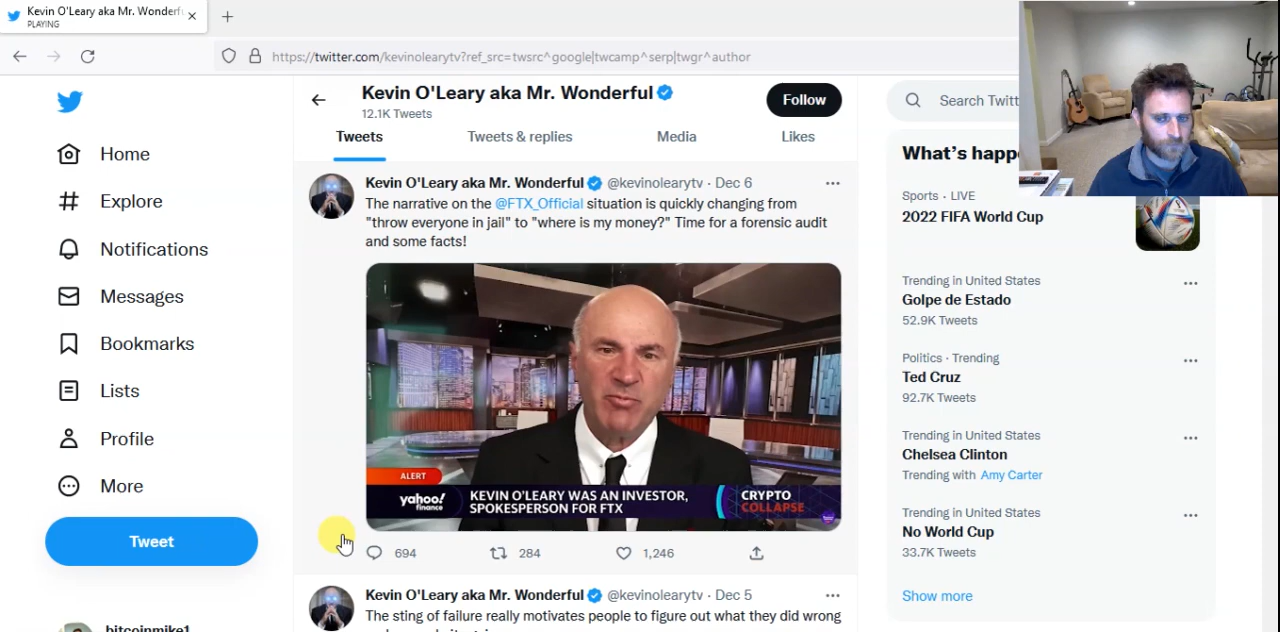 Kevin O'Leary aka Mr. Wonderfu
PLAYING
https://twitter.com/kevinolearytv?ref_src=twsrc^google|twcamp^serp|twgr^author
Home
Explore
Notifications
Messages
Bookmarks
Lists
Profile
More
Tweet
bitcoinmike1
Kevin O'Leary aka Mr. Wonderful
12.1K Tweets
Follow
Tweets
Tweets & replies
Media
Likes
Kevin O'Leary aka Mr. Wonderful @kevinolearytv · Dec 6
The narrative on the @FTX_Official situation is quickly changing from
"throw everyone in jail" to "where is my money?" Time for a forensic audit
and some facts!
ALERT
yahoo!
finance
KEVIN O'LEARY WAS AN INVESTOR,
SPOKESPERSON FOR FTX
CRYPTO
COLLAPSE
694
284
1,246
Kevin O'Leary aka Mr. Wonderful @kevinolearytv · Dec 5
The sting of failure really motivates people to figure out what they did wrong
Search Twitt
What's happe
Sports · LIVE
2022 FIFA World Cup
Trending in United States
Golpe de Estado
52.9K Tweets
Politics · Trending
Ted Cruz
92.7K Tweets
Trending in United States
Chelsea Clinton
Trending with Amy Carter
Trending in United States
No World Cup
33.7K Tweets
Show more